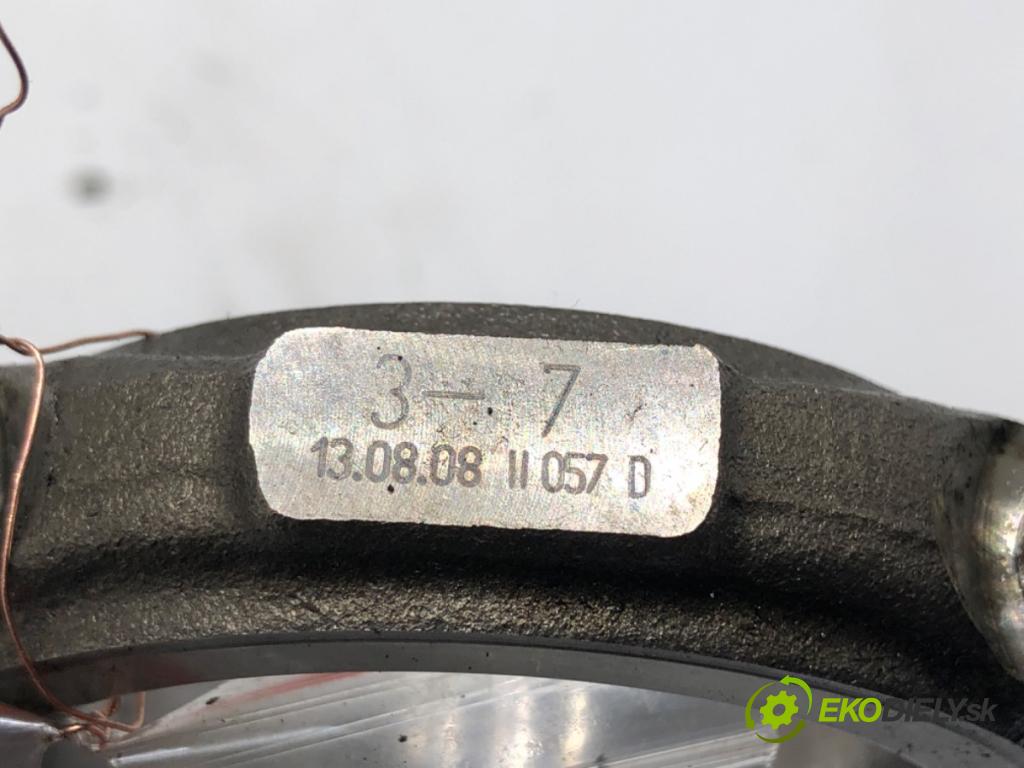 3 — 7
13.08.08 II 057 D
EKODIELY.sk